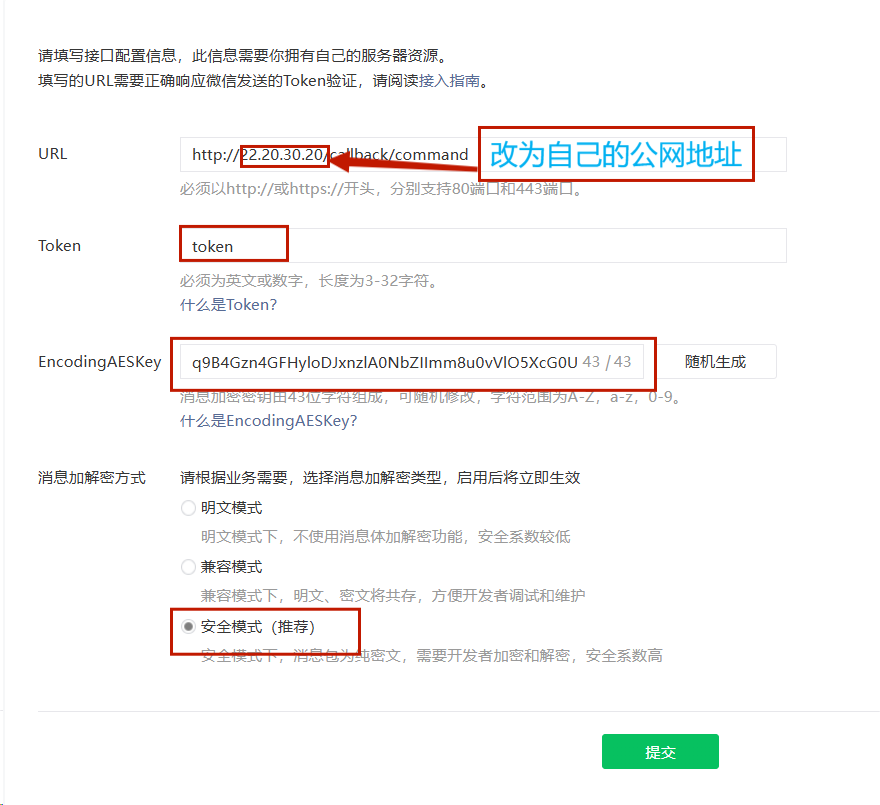 请填写接口配置信息，此信息需要你拥有自己的服务器资源。
填写的URL需要正确响应微信发送的Token验证，请阅读接入指南。
URL
http://22.20.30.20/callback/command
改为自己的公网地址
必须以http://或https://开头，分别支持80端口和443端口。
Token
token
必须为英文或数字，长度为3-32字符。
什么是Token?
EncodingAESKey
q9B4Gzn4GFHyloDJxnzlA0NbZIImm8u0vVlO5XcG0U 43 / 43
随机生成
消息加密密钥由43位字符组成，可随机修改，字符范围为A-Z，a-z，0-9。
什么是EncodingAESKey?
消息加解密方式
请根据业务需要，选择消息加解密类型，启用后将立即生效
明文模式
明文模式下，不使用消息体加解密功能，安全系数较低
兼容模式
兼容模式下，明文、密文将共存，方便开发者调试和维护
安全模式（推荐）
安全模式下，消息包为纯密文，需要开发者加密和解密，安全系数高
提交